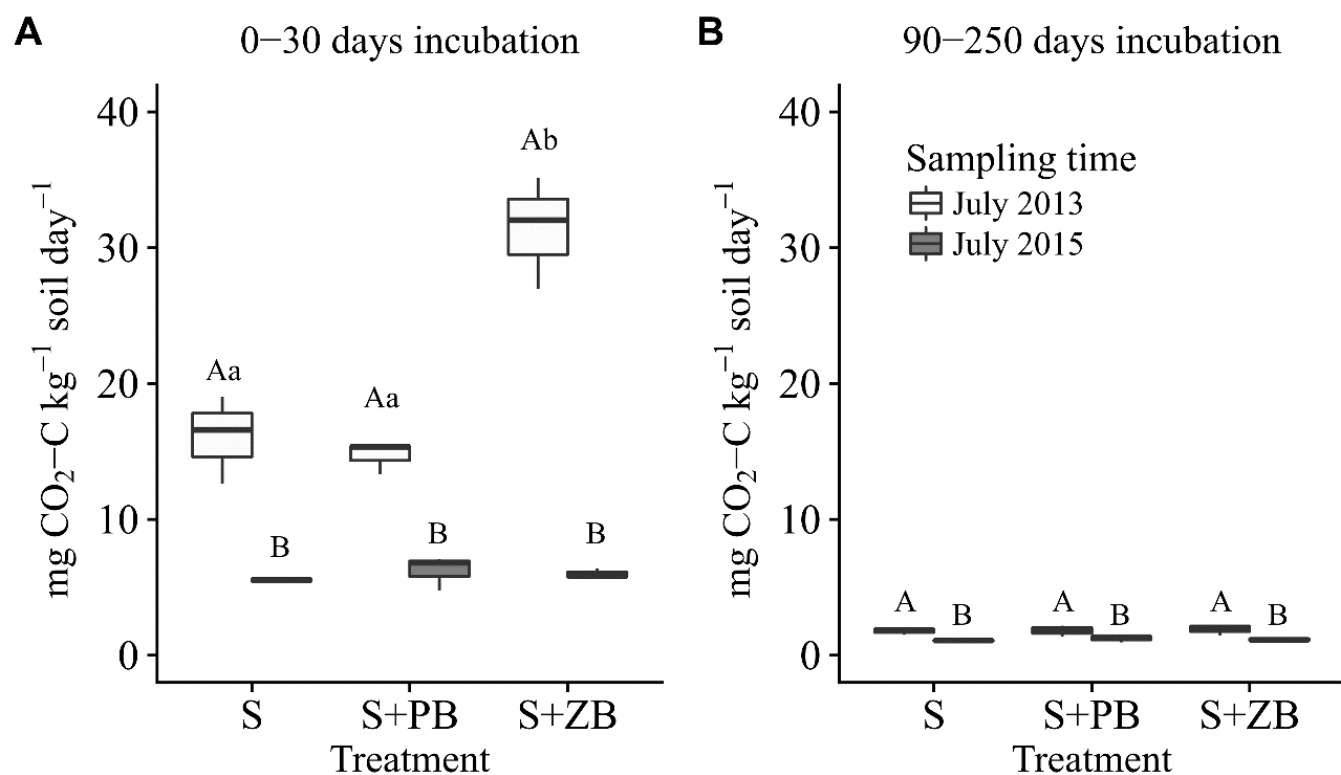 A
0−30 days incubation
mg CO₂−C kg⁻¹ soil day⁻¹
40
30
20
10
0
Aa
Aa
Ab
B
B
B
S
S+PB
S+ZB
Treatment
B
90−250 days incubation
mg CO₂−C kg⁻¹ soil day⁻¹
40
30
20
10
0
Sampling time
July 2013
July 2015
A
B
A
B
A
B
S
S+PB
S+ZB
Treatment